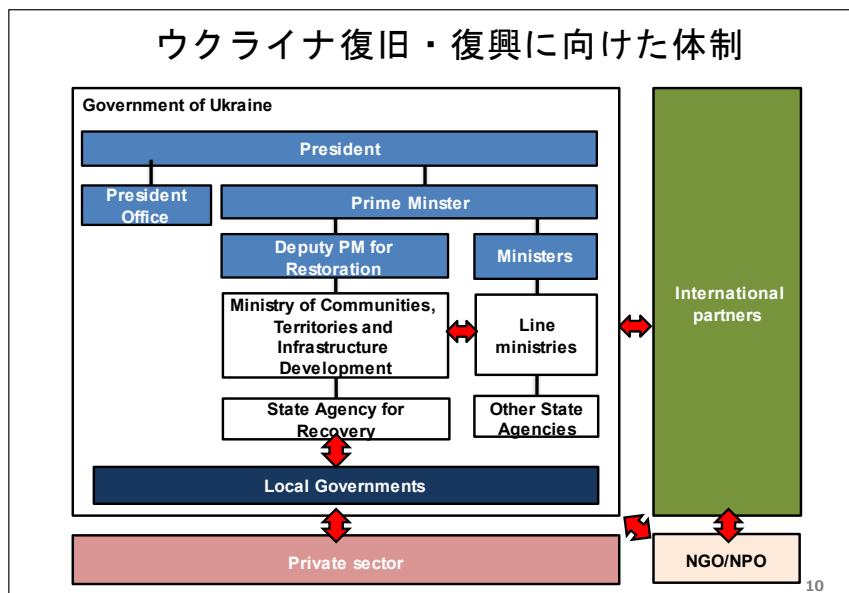 ウクライナ復旧・復興に向けた体制
Government of Ukraine
President
President
Office
Prime Minster
Deputy PM for
Restoration
Ministers
Ministry of Communities,
Territories and
Infrastructure
Development
Line
ministries
International
partners
State Agency for
Recovery
Other State
Agencies
Local Governments
Private sector
NGO/NPO
10